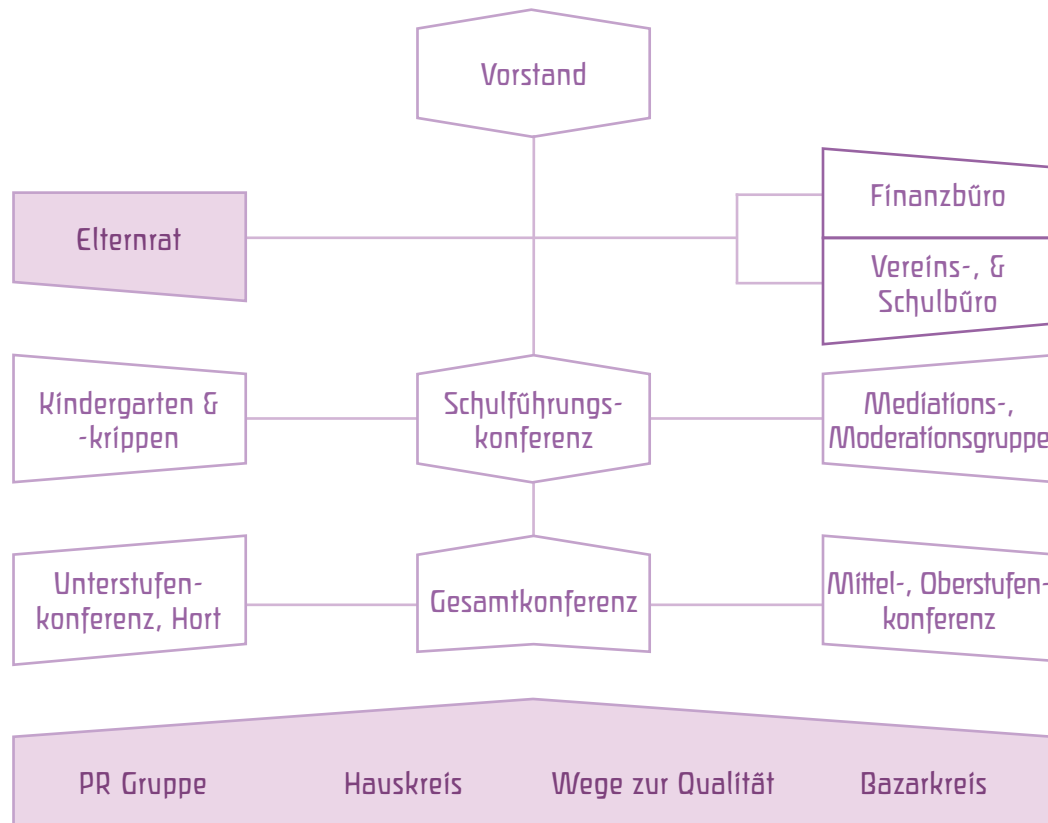 Vorstand
Elternrat
Finanzbüro
Vereins-, &
Schulbüro
Kindergarten &
-krippen
Schulführungs-
konferenz
Mediations-,
Moderationsgruppe
Unterstufen-
konferenz, Hort
Gesamtkonferenz
Mittel-, Oberstufen-
konferenz
PR Gruppe
Hauskreis
Wege zur Qualität
Bazarkreis